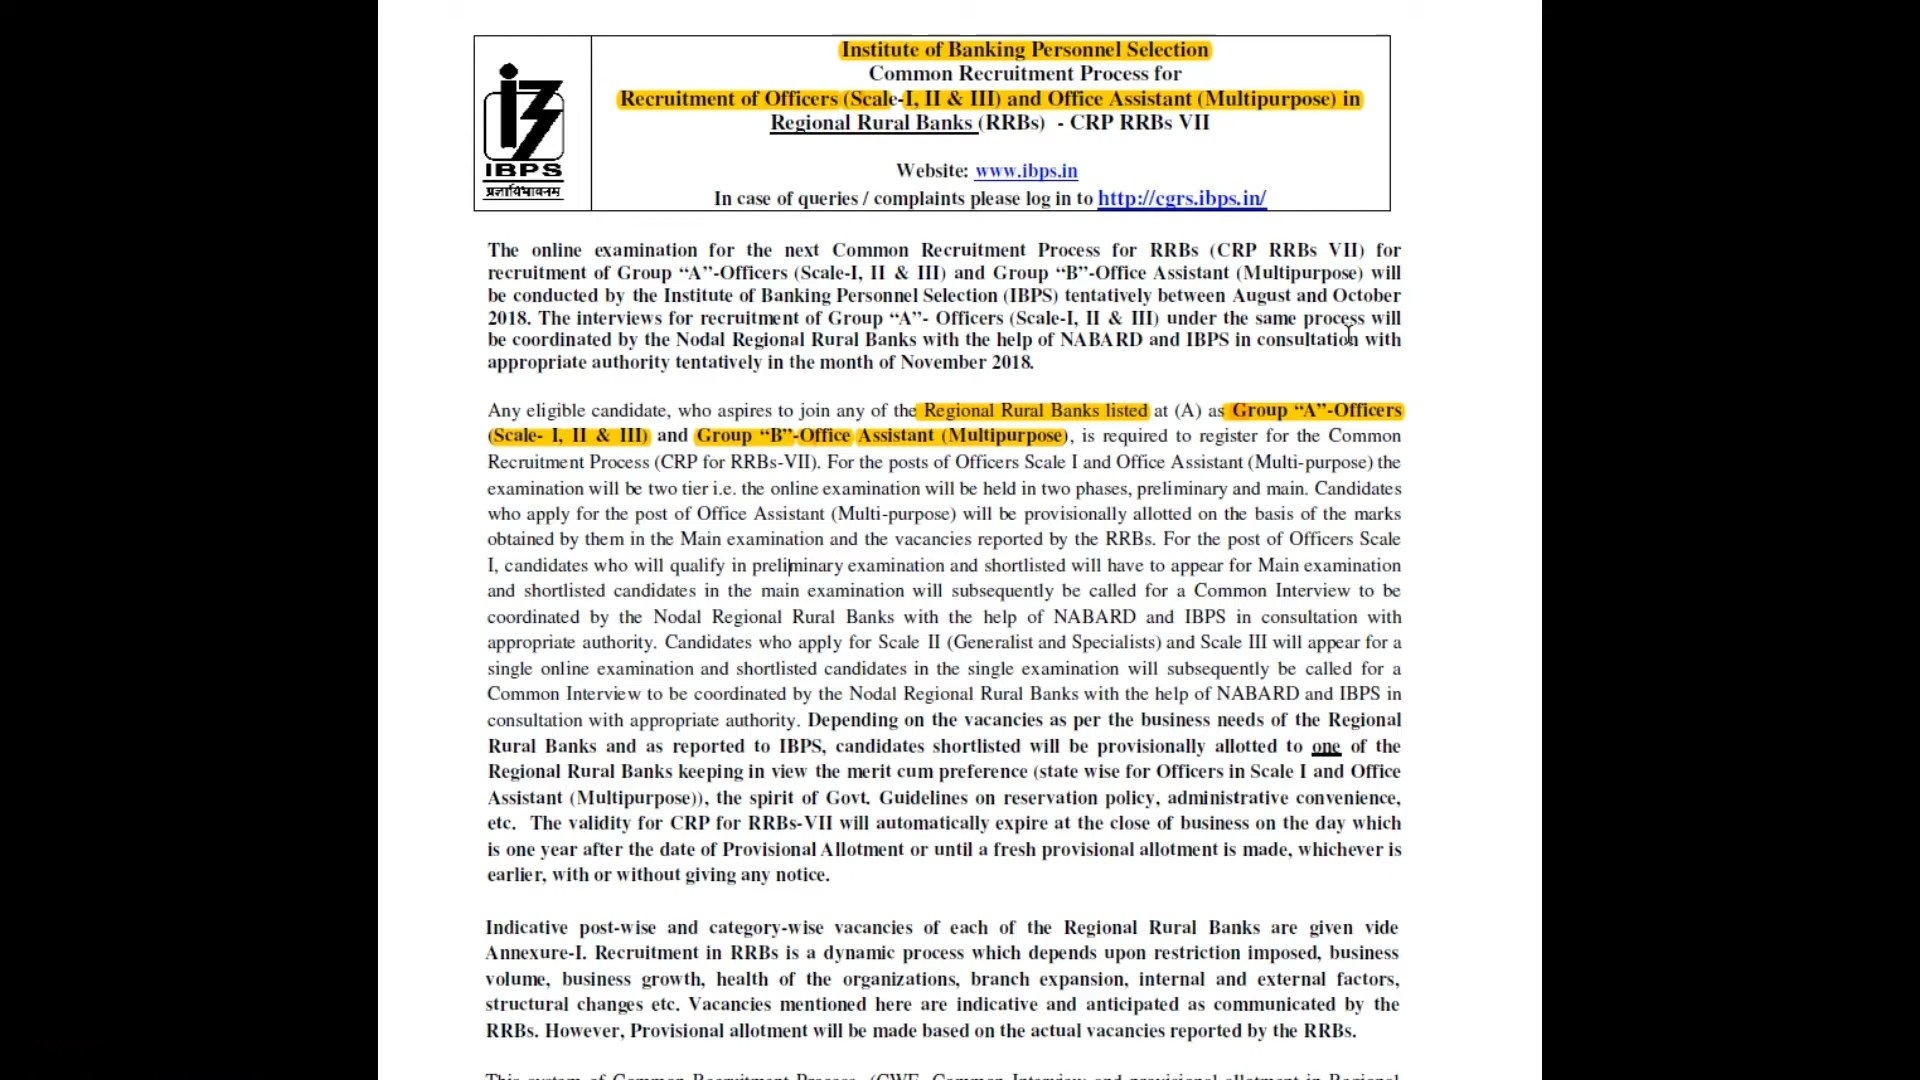 Institute of Banking Personnel Selection
Common Recruitment Process for
Recruitment of Officers (Scale-I, II & III) and Office Assistant (Multipurpose) in
Regional Rural Banks (RRBs) - CRP RRBs VII
Website: www.ibps.in
In case of queries / complaints please log in to http://cgrs.ibps.in/
IBPS
The online examination for the next Common Recruitment Process for RRBs (CRP RRBs VII) for
recruitment of Group “A”-Officers (Scale-I, II & III) and Group “B”-Office Assistant (Multipurpose) will
be conducted by the Institute of Banking Personnel Selection (IBPS) tentatively between August and October
2018. The interviews for recruitment of Group “A”- Officers (Scale-I, II & III) under the same process will
be coordinated by the Nodal Regional Rural Banks with the help of NABARD and IBPS in consultation with
appropriate authority tentatively in the month of November 2018.
Any eligible candidate, who aspires to join any of the Regional Rural Banks listed at (A) as Group “A”-Officers
(Scale- I, II & III) and Group “B”-Office Assistant (Multipurpose), is required to register for the Common
Recruitment Process (CRP for RRBs-VII). For the posts of Officers Scale I and Office Assistant (Multi-purpose) the
examination will be two tier i.e. the online examination will be held in two phases, preliminary and main. Candidates
who apply for the post of Office Assistant (Multi-purpose) will be provisionally allotted on the basis of the marks
obtained by them in the Main examination and the vacancies reported by the RRBs. For the post of Officers Scale
I, candidates who will qualify in preliminary examination and shortlisted will have to appear for Main examination
and shortlisted candidates in the main examination will subsequently be called for a Common Interview to be
coordinated by the Nodal Regional Rural Banks with the help of NABARD and IBPS in consultation with
appropriate authority. Candidates who apply for Scale II (Generalist and Specialists) and Scale III will appear for a
single online examination and shortlisted candidates in the single examination will subsequently be called for a
Common Interview to be coordinated by the Nodal Regional Rural Banks with the help of NABARD and IBPS in
consultation with appropriate authority. Depending on the vacancies as per the business needs of the Regional
Rural Banks and as reported to IBPS, candidates shortlisted will be provisionally allotted to one of the
Regional Rural Banks keeping in view the merit cum preference (state wise for Officers in Scale I and Office
Assistant (Multipurpose)), the spirit of Govt. Guidelines on reservation policy, administrative convenience,
etc. The validity for CRP for RRBs-VII will automatically expire at the close of business on the day which
is one year after the date of Provisional Allotment or until a fresh provisional allotment is made, whichever is
earlier, with or without giving any notice.
Indicative post-wise and category-wise vacancies of each of the Regional Rural Banks are given vide
Annexure-I. Recruitment in RRBs is a dynamic process which depends upon restriction imposed, business
volume, business growth, health of the organizations, branch expansion, internal and external factors,
structural changes etc. Vacancies mentioned here are indicative and anticipated as communicated by the
RRBs. However, Provisional allotment will be made based on the actual vacancies reported by the RRBs.
This system of Common Recruitment Process (CWE, Common Interview and provisional allotment in Regional